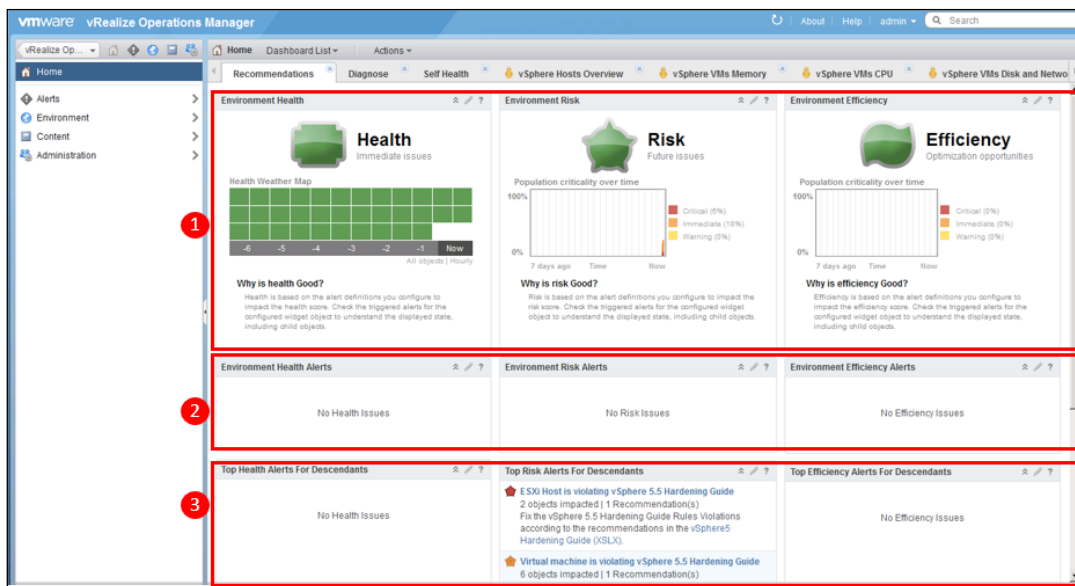 vmware vRealize Operations Manager
About Help admin Search
vRealize Op...
Home Dashboard List Actions
Home
Recommendations Diagnose Self Health vSphere Hosts Overview vSphere VMs Memory vSphere VMs CPU vSphere VMs Disk and Netwo
Alerts
Environment
Content
Administration
1
Environment Health
Health
Immediate issues
Health Weather Map
-6 -5 -4 -3 -2 -1 Now
All objects | Hourly
Why is health Good?
Health is based on the alert definitions you configure to
impact the health score. Check the triggered alerts for the
configured widget object to understand the displayed state,
including child objects.
Environment Risk
Risk
Future issues
Population criticality over time
100%
0%
Critical (6%)
Immediate (18%)
Warning (0%)
7 days ago Time Now
Why is risk Good?
Risk is based on the alert definitions you configure to impact the
risk score. Check the triggered alerts for the configured widget
object to understand the displayed state, including child objects.
Environment Efficiency
Efficiency
Optimization opportunities
Population criticality over time
100%
0%
Critical (0%)
Immediate (0%)
Warning (0%)
7 days ago Time Now
Why is efficiency Good?
Efficiency is based on the alert definitions you configure to
impact the efficiency score. Check the triggered alerts for the
configured widget object to understand the displayed state,
including child objects.
2
Environment Health Alerts
No Health Issues
Environment Risk Alerts
No Risk Issues
Environment Efficiency Alerts
No Efficiency Issues
3
Top Health Alerts For Descendants
No Health Issues
Top Risk Alerts For Descendants
ESXi Host is violating vSphere 5.5 Hardening Guide
2 objects impacted | 1 Recommendation(s)
Fix the vSphere 5.5 Hardening Guide Rules Violations
according to the recommendations in the vSphere5
Hardening Guide (XSLX).
Virtual machine is violating vSphere 5.5 Hardening Guide
6 objects impacted | 1 Recommendation(s)
Top Efficiency Alerts For Descendants
No Efficiency Issues